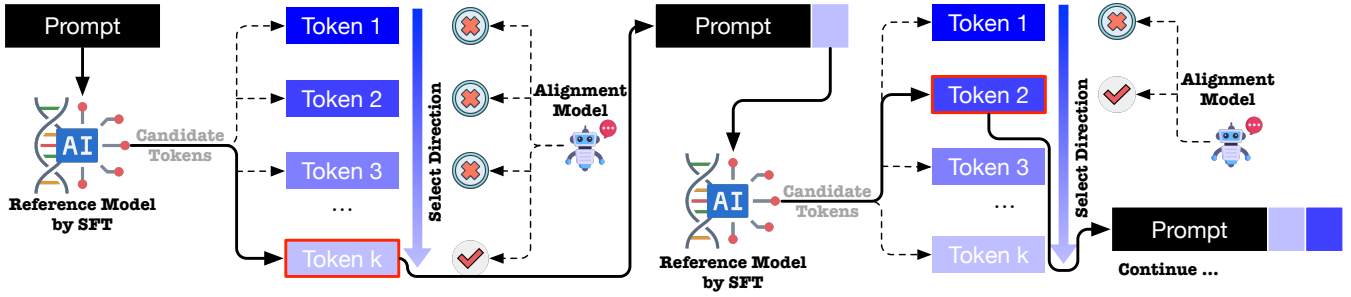 Prompt
AI
Reference Model
by SFT
Candidate
Tokens
Token 1
Token 2
Token 3
...
Token k
Select Direction
Alignment
Model
Prompt
AI
Reference Model
by SFT
Candidate
Tokens
Token 1
Token 2
Token 3
...
Token k
Select Direction
Alignment
Model
Prompt
Continue ...